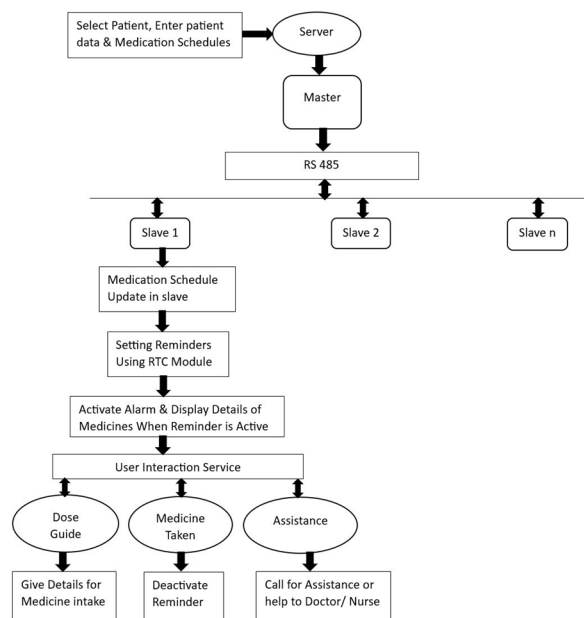 Select Patient, Enter patient
data & Medication Schedules
Server
Master
RS 485
Slave 1
Slave 2
Slave n
Medication Schedule
Update in slave
Setting Reminders
Using RTC Module
Activate Alarm & Display Details of
Medicines When Reminder is Active
User Interaction Service
Dose
Guide
Medicine
Taken
Assistance
Give Details for
Medicine intake
Deactivate
Reminder
Call for Assistance or
help to Doctor/ Nurse